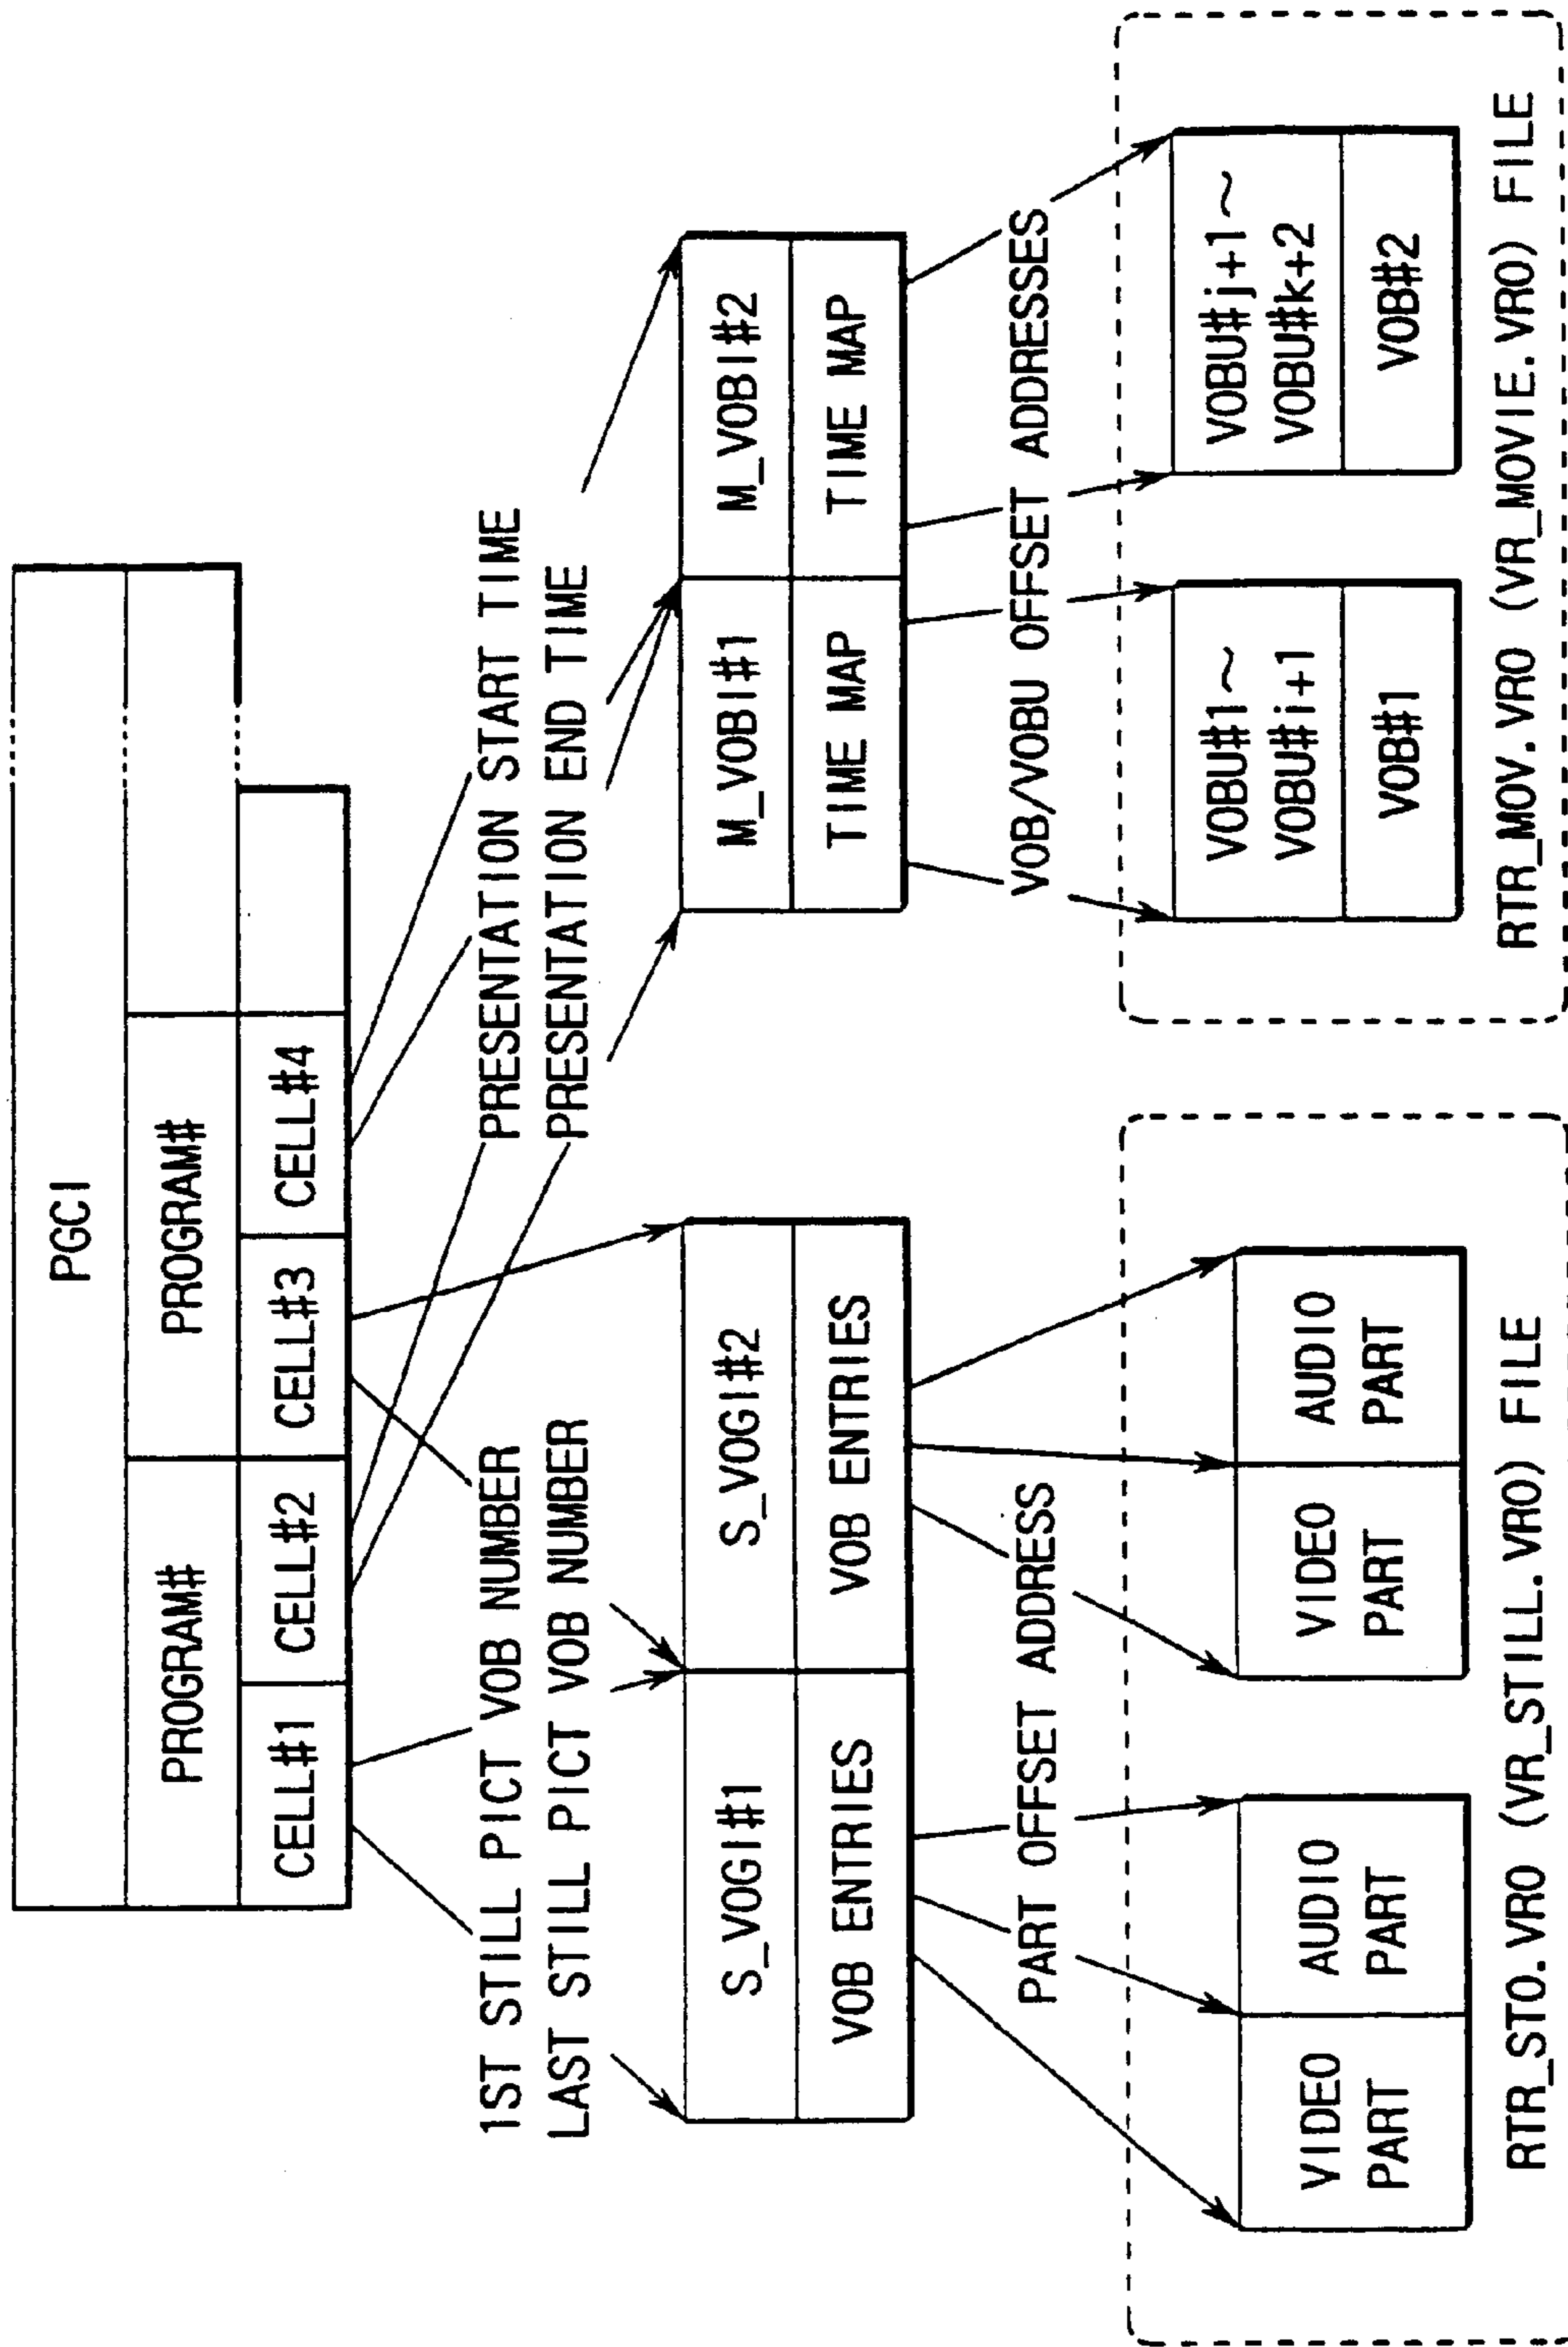 PGCI
PROGRAM#
PROGRAM#
CELL#1
CELL#2
CELL#3
CELL#4
1ST STILL PICT VOB NUMBER
LAST STILL PICT VOB NUMBER
PRESENTATION START TIME
PRESENTATION END TIME
S_VOGI#1
S_VOGI#2
VOB ENTRIES
VOB ENTRIES
M_VOBI#1
M_VOBI#2
TIME MAP
TIME MAP
PART OFFSET ADDRESS
VOB/VOBU OFFSET ADDRESSES
VIDEO
PART
AUDIO
PART
VIDEO
PART
AUDIO
PART
VOBU#1~
VOBU#i+1
VOB#1
VOBU#j+1~
VOBU#k+2
VOB#2
RTR_STO.VRO (VR_STILL.VRO) FILE
RTR_MOV.VRO (VR_MOVIE.VRO) FILE